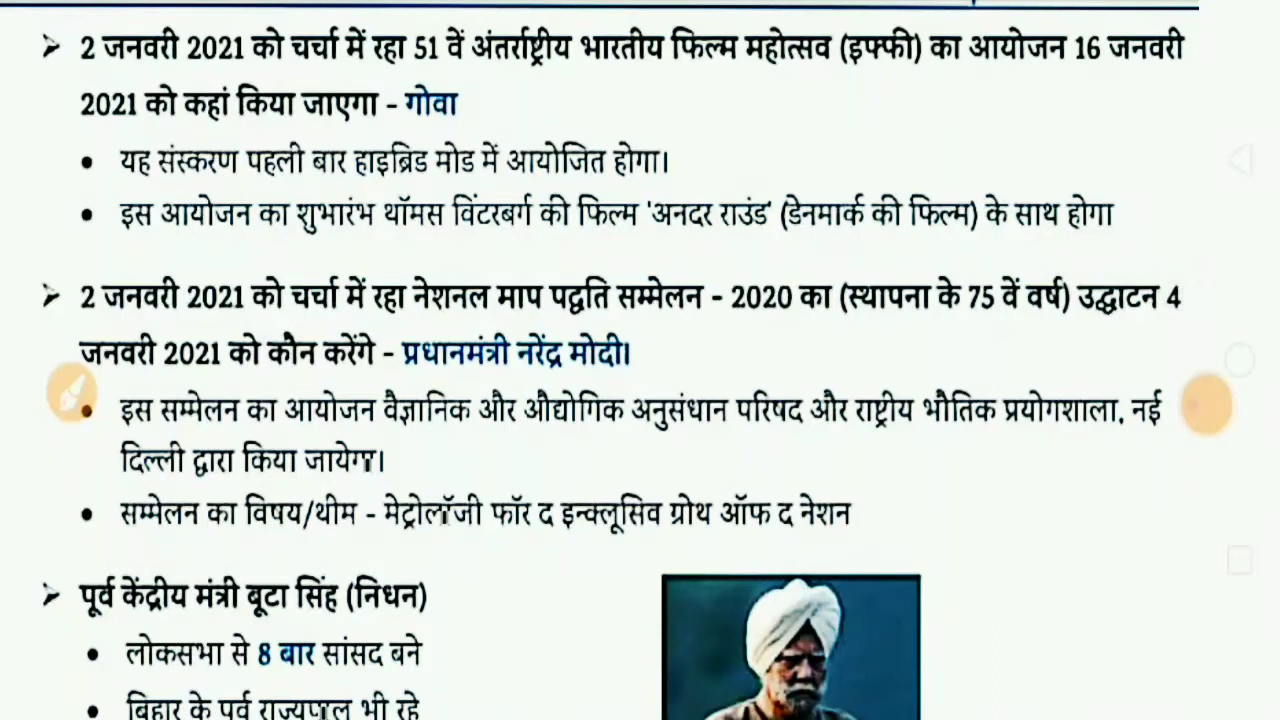 ➢ 2 जनवरी 2021 को चर्चा में रहा 51 वें अंतर्राष्ट्रीय भारतीय फिल्म महोत्सव (इफ्फी) का आयोजन 16 जनवरी
2021 को कहां किया जाएगा - गोवा
• यह संस्करण पहली बार हाइब्रिड मोड में आयोजित होगा।
• इस आयोजन का शुभारंभ थॉमस विंटरबर्ग की फिल्म 'अनदर राउंड' (डेनमार्क की फिल्म) के साथ होगा
➢ 2 जनवरी 2021 को चर्चा में रहा नेशनल माप पद्धति सम्मेलन - 2020 का (स्थापना के 75 वें वर्ष) उद्घाटन 4
जनवरी 2021 को कौन करेंगे - प्रधानमंत्री नरेंद्र मोदी।
• इस सम्मेलन का आयोजन वैज्ञानिक और औद्योगिक अनुसंधान परिषद और राष्ट्रीय भौतिक प्रयोगशाला, नई
दिल्ली द्वारा किया जायेगा।
• सम्मेलन का विषय/थीम - मेट्रोलॉजी फॉर द इन्क्लूसिव ग्रोथ ऑफ द नेशन
➢ पूर्व केंद्रीय मंत्री बूटा सिंह (निधन)
• लोकसभा से 8 बार सांसद बने
• बिहार के पूर्व राज्यपाल भी रहे